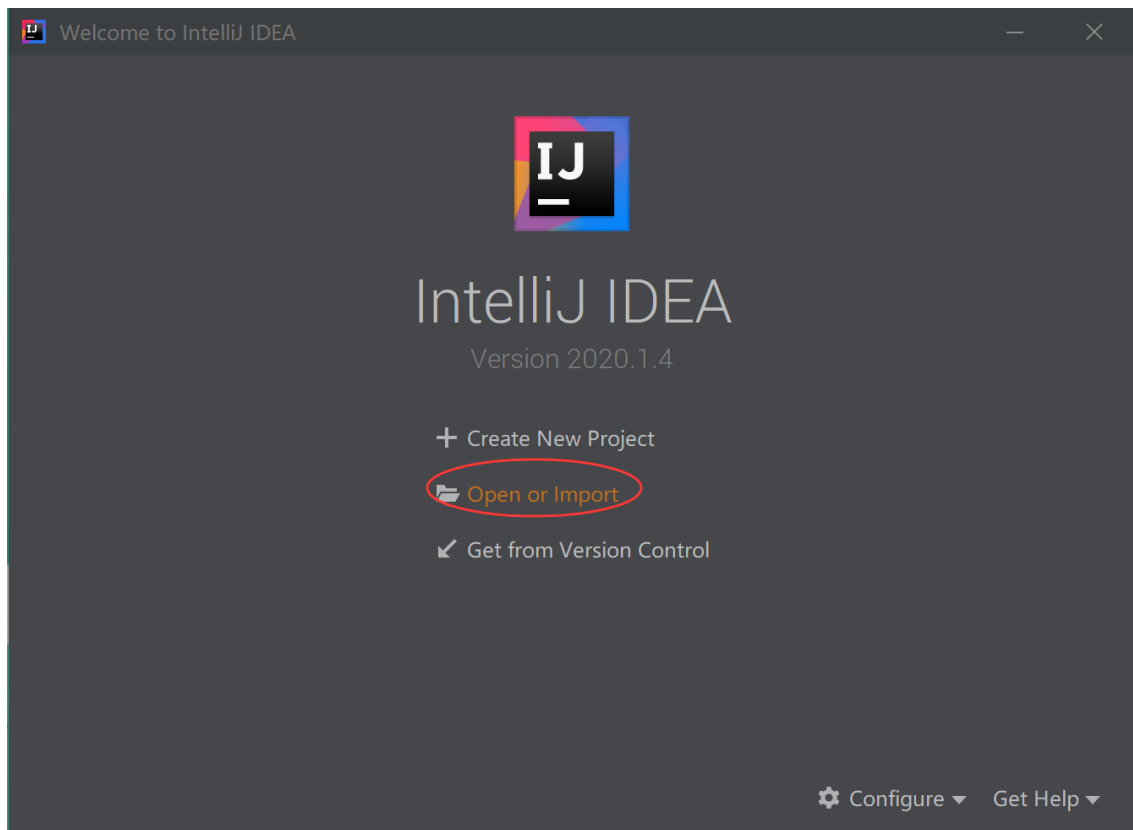 Welcome to IntelliJ IDEA
IJ
IntelliJ IDEA
Version 2020.1.4
Create New Project
Open or Import
Get from Version Control
Configure Get Help